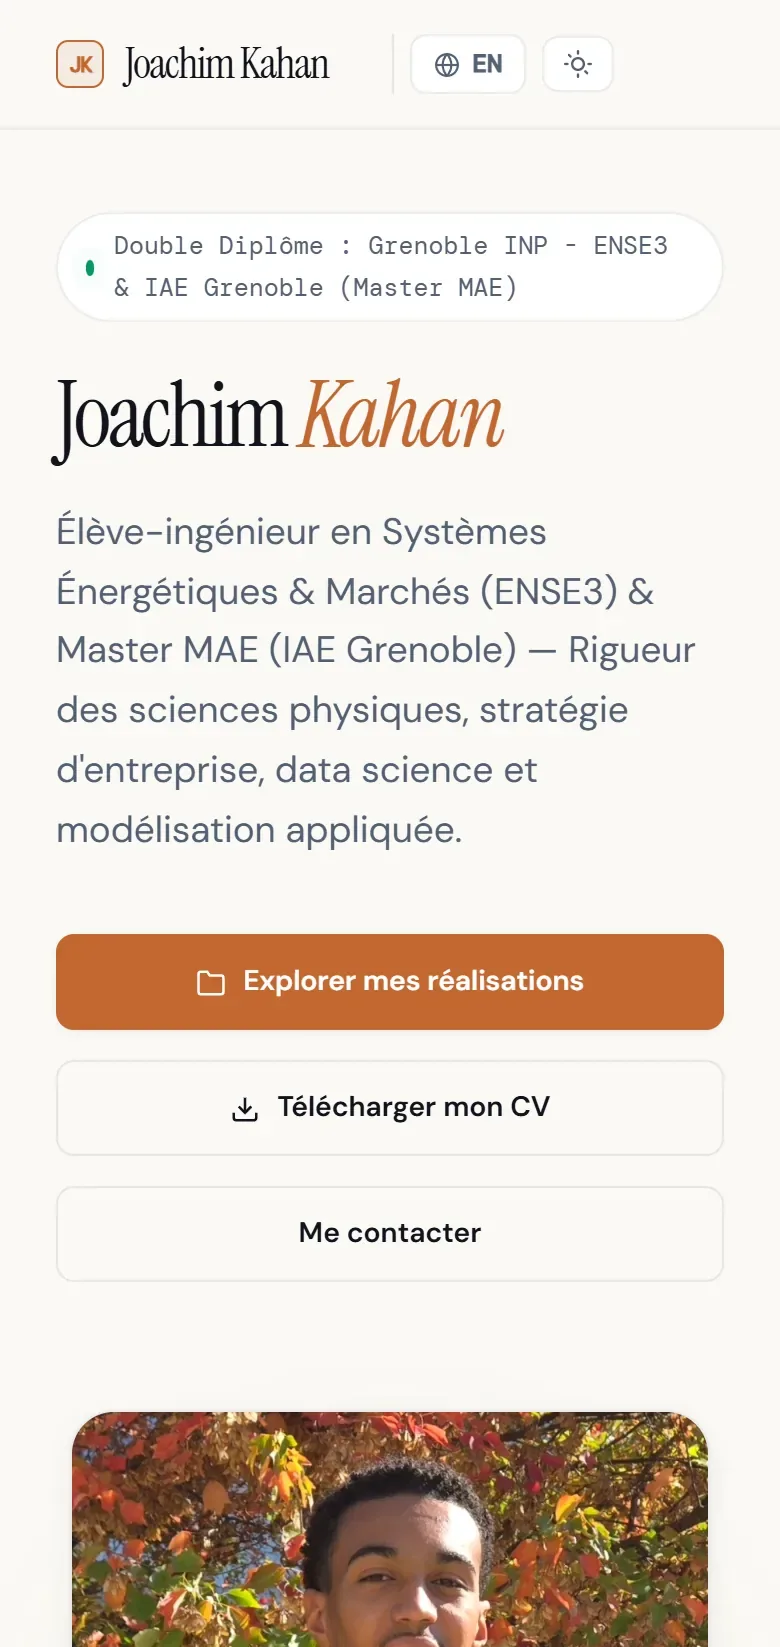 JK Joachim Kahan EN
Double Diplôme : Grenoble INP - ENSE3
& IAE Grenoble (Master MAE)
Joachim Kahan
Élève-ingénieur en Systèmes
Énergétiques & Marchés (ENSE3) &
Master MAE (IAE Grenoble) — Rigueur
des sciences physiques, stratégie
d'entreprise, data science et
modélisation appliquée.
Explorer mes réalisations
Télécharger mon CV
Me contacter